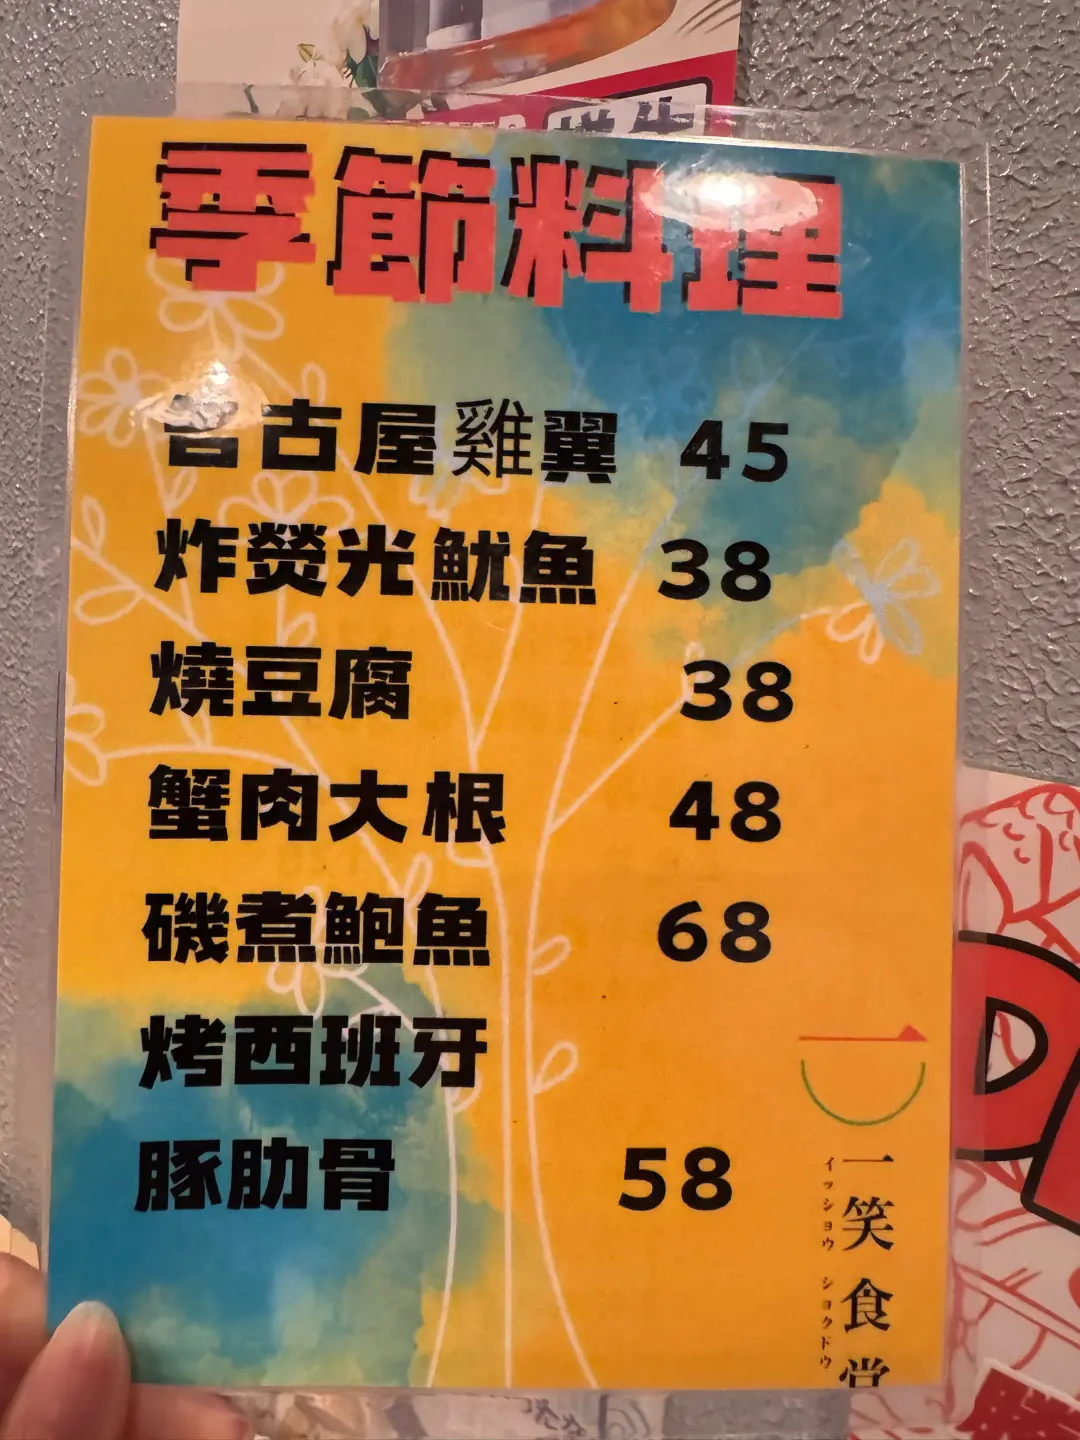 季節料理
名古屋雞翼 45
炸熒光魷魚 38
燒豆腐 38
蟹肉大根 48
磯煮鮑魚 68
烤西班牙
豚肋骨 58
一笑食堂
イッショウ ショクドウ